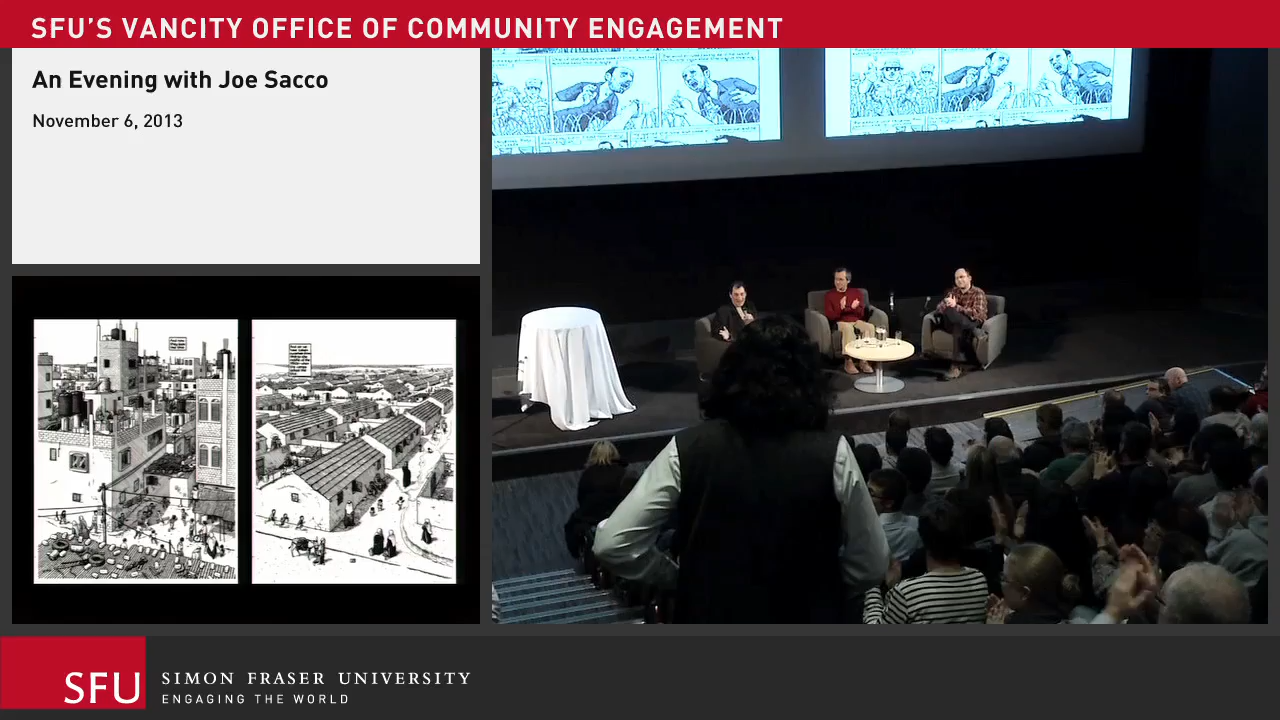 SFU'S VANCITY OFFICE OF COMMUNITY ENGAGEMENT
An Evening with Joe Sacco
November 6, 2013
SFU
SIMON FRASER UNIVERSITY
ENGAGING THE WORLD